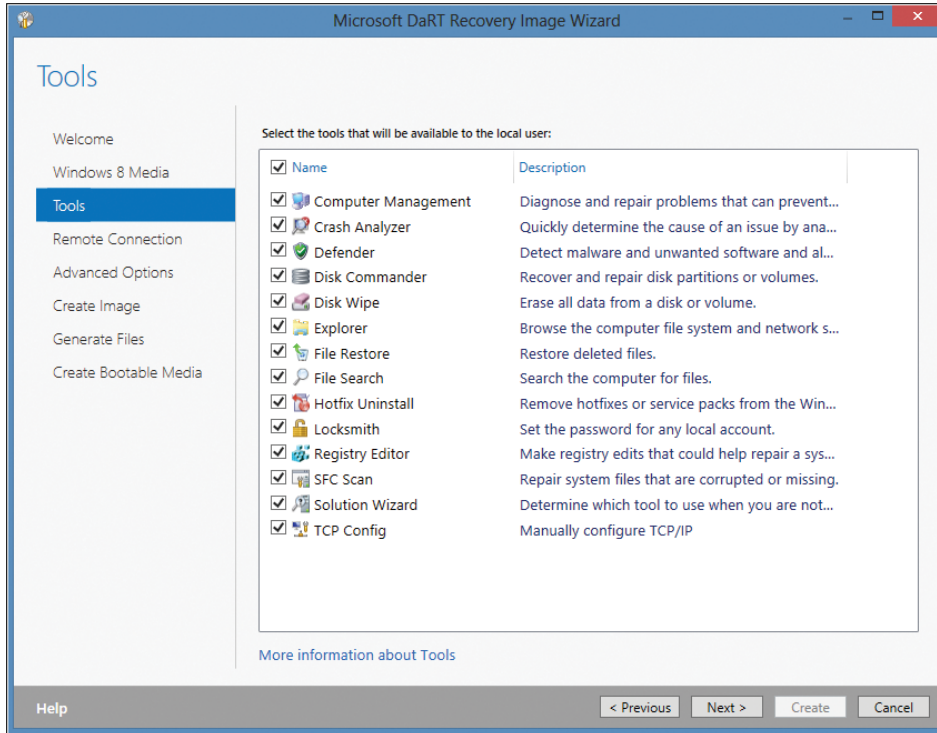 Microsoft DaRT Recovery Image Wizard
Tools
Welcome
Windows 8 Media
Tools
Remote Connection
Advanced Options
Create Image
Generate Files
Create Bootable Media
Select the tools that will be available to the local user:
Name Description
Computer Management Diagnose and repair problems that can prevent...
Crash Analyzer Quickly determine the cause of an issue by ana...
Defender Detect malware and unwanted software and al...
Disk Commander Recover and repair disk partitions or volumes.
Disk Wipe Erase all data from a disk or volume.
Explorer Browse the computer file system and network s...
File Restore Restore deleted files.
File Search Search the computer for files.
Hotfix Uninstall Remove hotfixes or service packs from the Win...
Locksmith Set the password for any local account.
Registry Editor Make registry edits that could help repair a sys...
SFC Scan Repair system files that are corrupted or missing.
Solution Wizard Determine which tool to use when you are not...
TCP Config Manually configure TCP/IP
More information about Tools
Help < Previous Next > Create Cancel